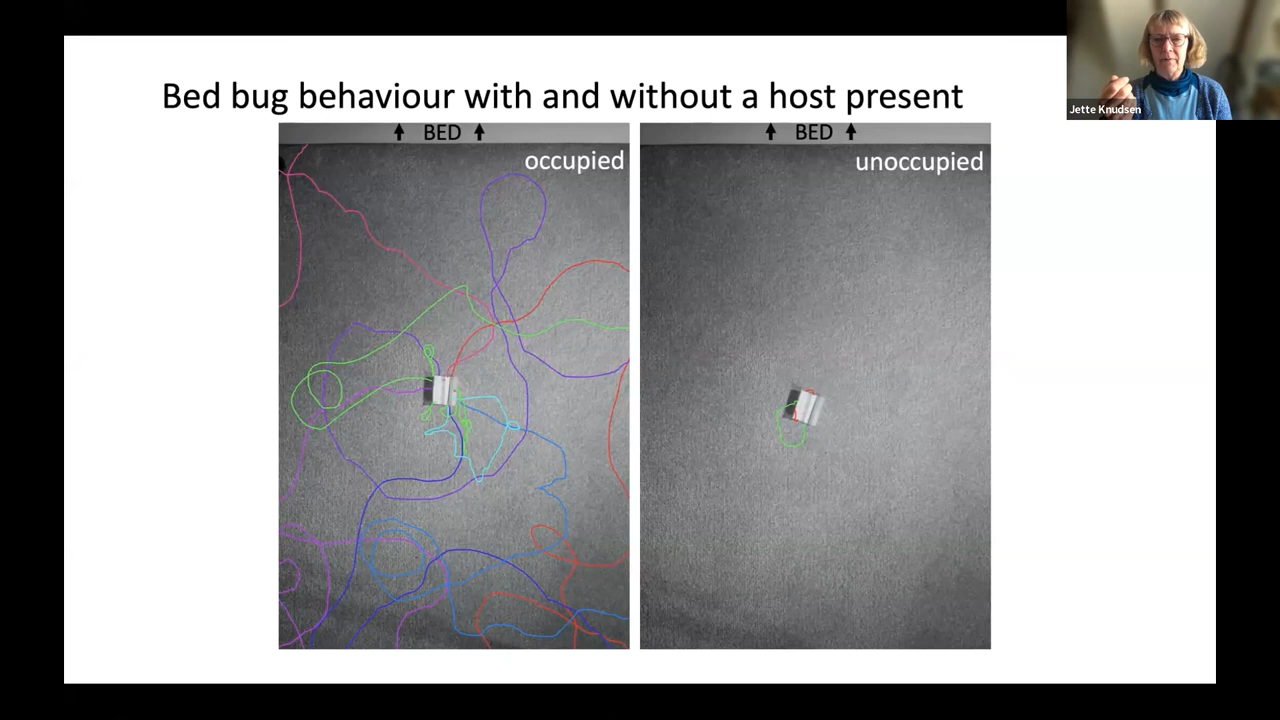 Bed bug behaviour with and without a host present
BED
occupied
BED
unoccupied
Jette Knudsen